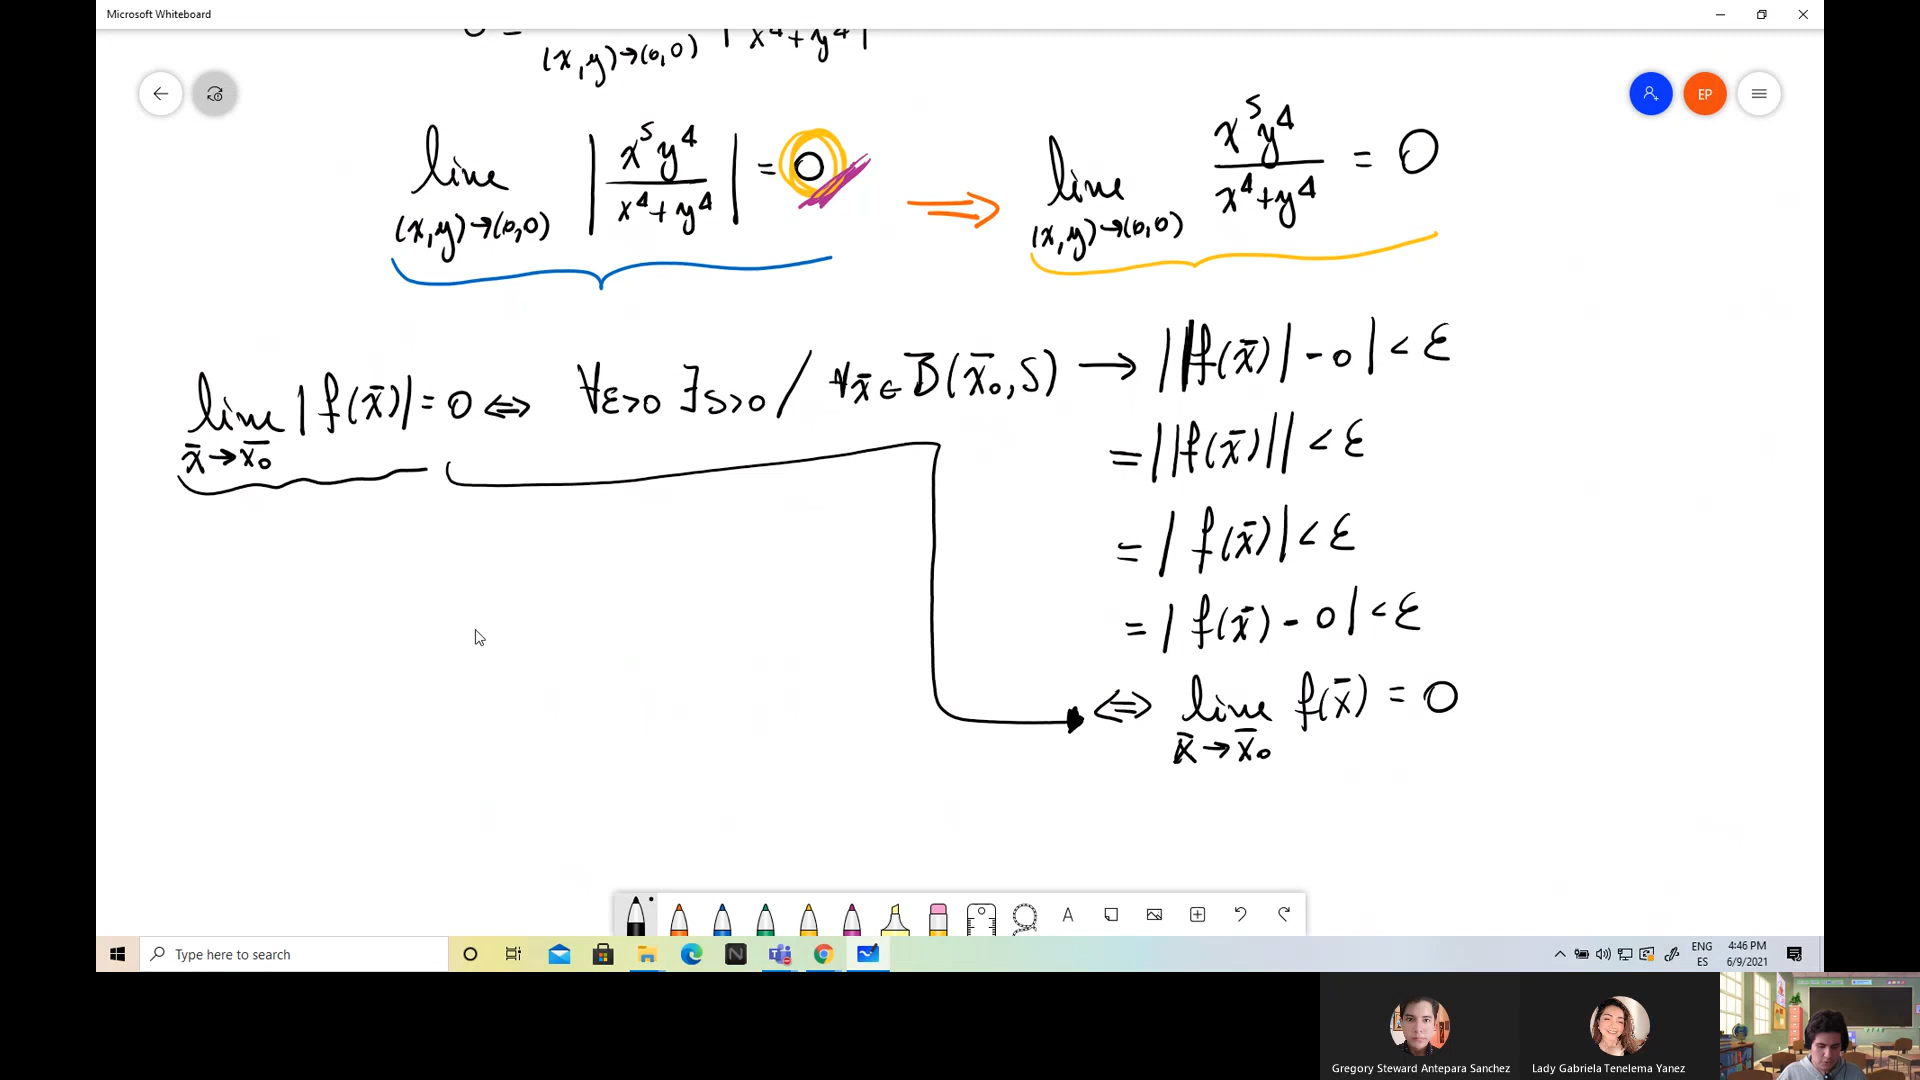 Microsoft Whiteboard
(x,y)→(0,0) | x⁴+y⁴ |
EP
lim | x⁵y⁴ / x⁴+y⁴ | = 0 ⟹ lim x⁵y⁴ / x⁴+y⁴ = 0
(x,y)→(0,0) (x,y)→(0,0)
lim |f(x̄)| = 0 ⇔ ∀ε>0 ∃δ>0 / ∀x̄∈B̄(x̄₀,δ) → ||f(x̄)| - 0| < ε
x̄→x̄₀
= ||f(x̄)|| < ε
= |f(x̄)| < ε
= |f(x̄) - 0| < ε
⇔ lim f(x̄) = 0
x̄→x̄₀
A
Type here to search
ENG
ES
4:46 PM
6/9/2021
Gregory Steward Antepara Sanchez
Lady Gabriela Tenelema Yanez